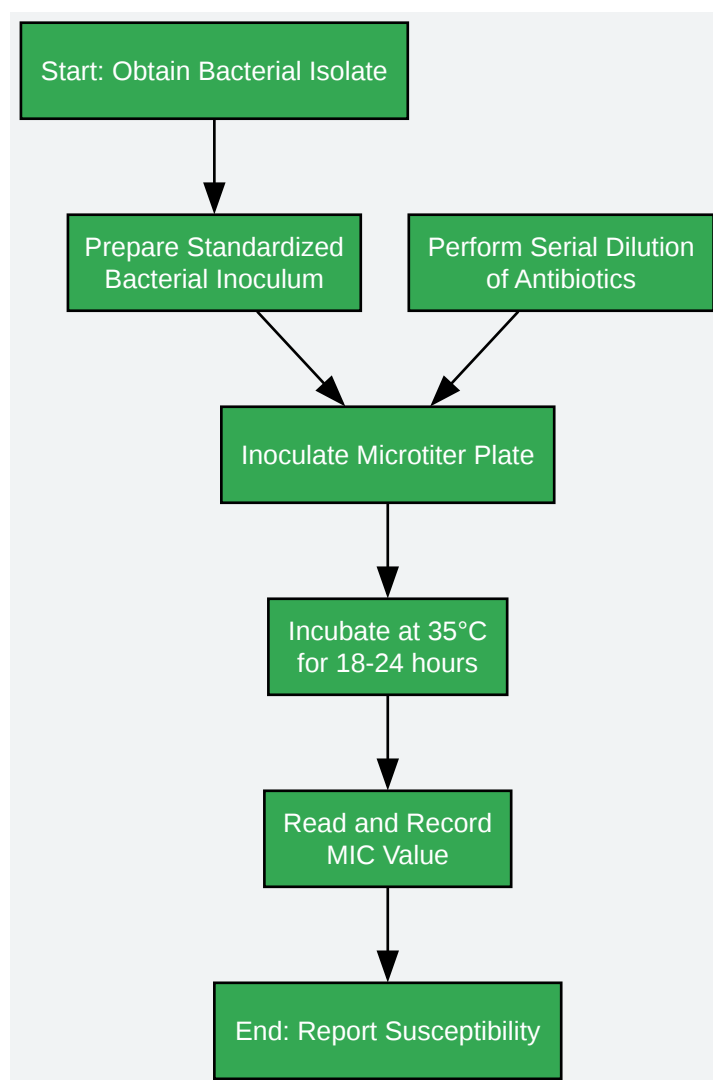 Start: Obtain Bacterial Isolate
Prepare Standardized
Bacterial Inoculum
Perform Serial Dilution
of Antibiotics
Inoculate Microtiter Plate
Incubate at 35°C
for 18-24 hours
Read and Record
MIC Value
End: Report Susceptibility